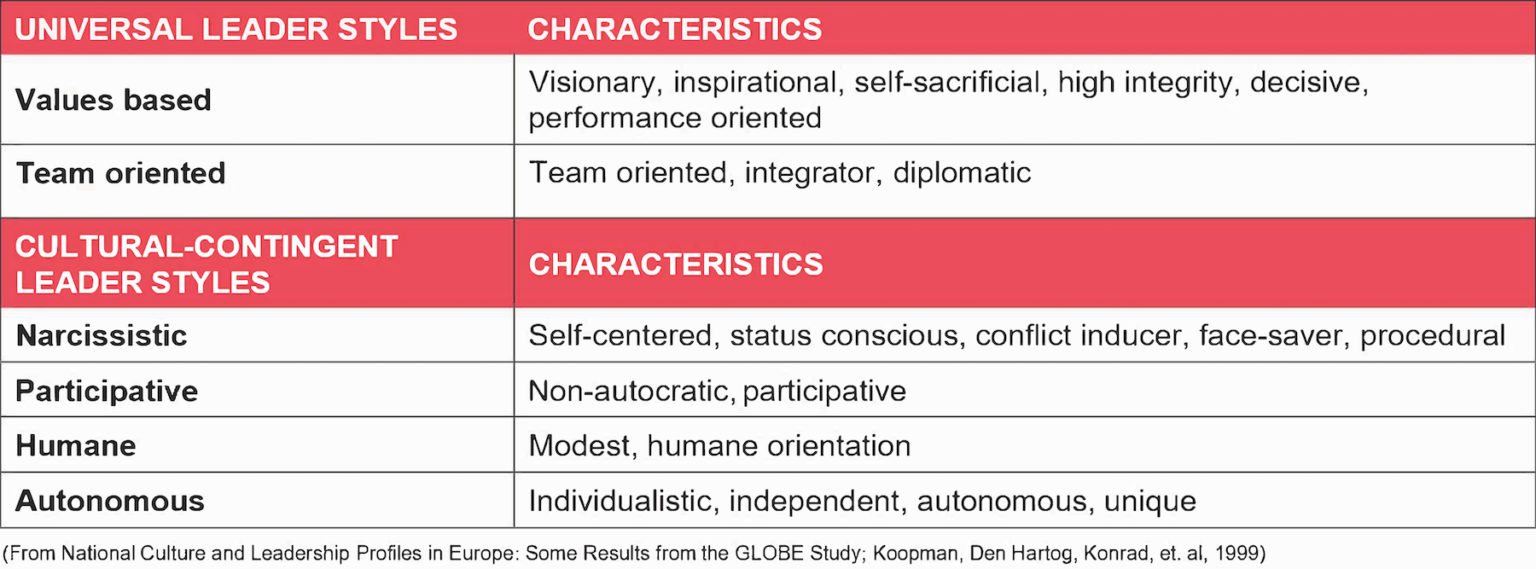 UNIVERSAL LEADER STYLES CHARACTERISTICS
Values based
Visionary, inspirational, self-sacrificial, high integrity, decisive,
performance oriented
Team oriented
Team oriented, integrator, diplomatic
CULTURAL-CONTINGENT
LEADER STYLES
CHARACTERISTICS
Narcissistic
Self-centered, status conscious, conflict inducer, face-saver, procedural
Participative
Non-autocratic, participative
Humane
Modest, humane orientation
Autonomous
Individualistic, independent, autonomous, unique
(From National Culture and Leadership Profiles in Europe: Some Results from the GLOBE Study; Koopman, Den Hartog, Konrad, et. al, 1999)